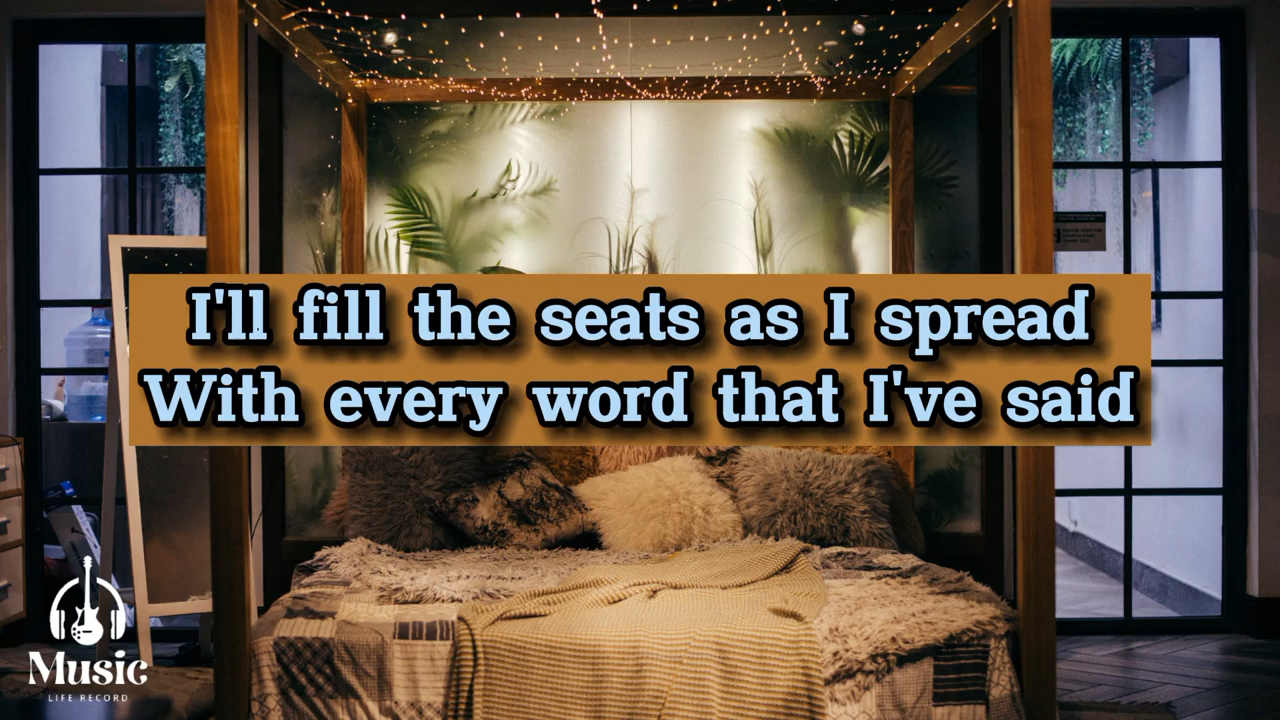 I'll fill the seats as I spread
With every word that I've said
Music
LIFE RECORD